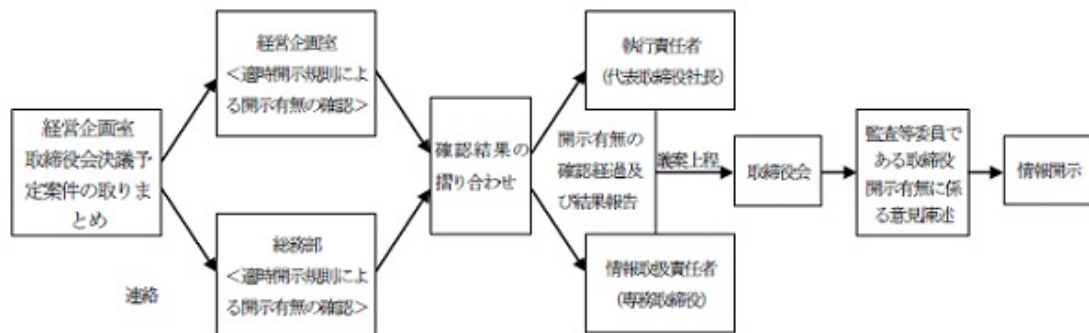 経営企画室
取締役会決議予
定案件の取りま
とめ
連絡
経営企画室
<適時開示規則によ
る開示有無の確認>
総務部
<適時開示規則によ
る開示有無の確認>
確認結果の
摺り合わせ
執行責任者
(代表取締役社長)
開示有無の
確認経過及
び結果報告
情報取扱責任者
(専務取締役)
議案上程
取締役会
監査等委員で
ある取締役
開示有無に係
る意見陳述
情報開示